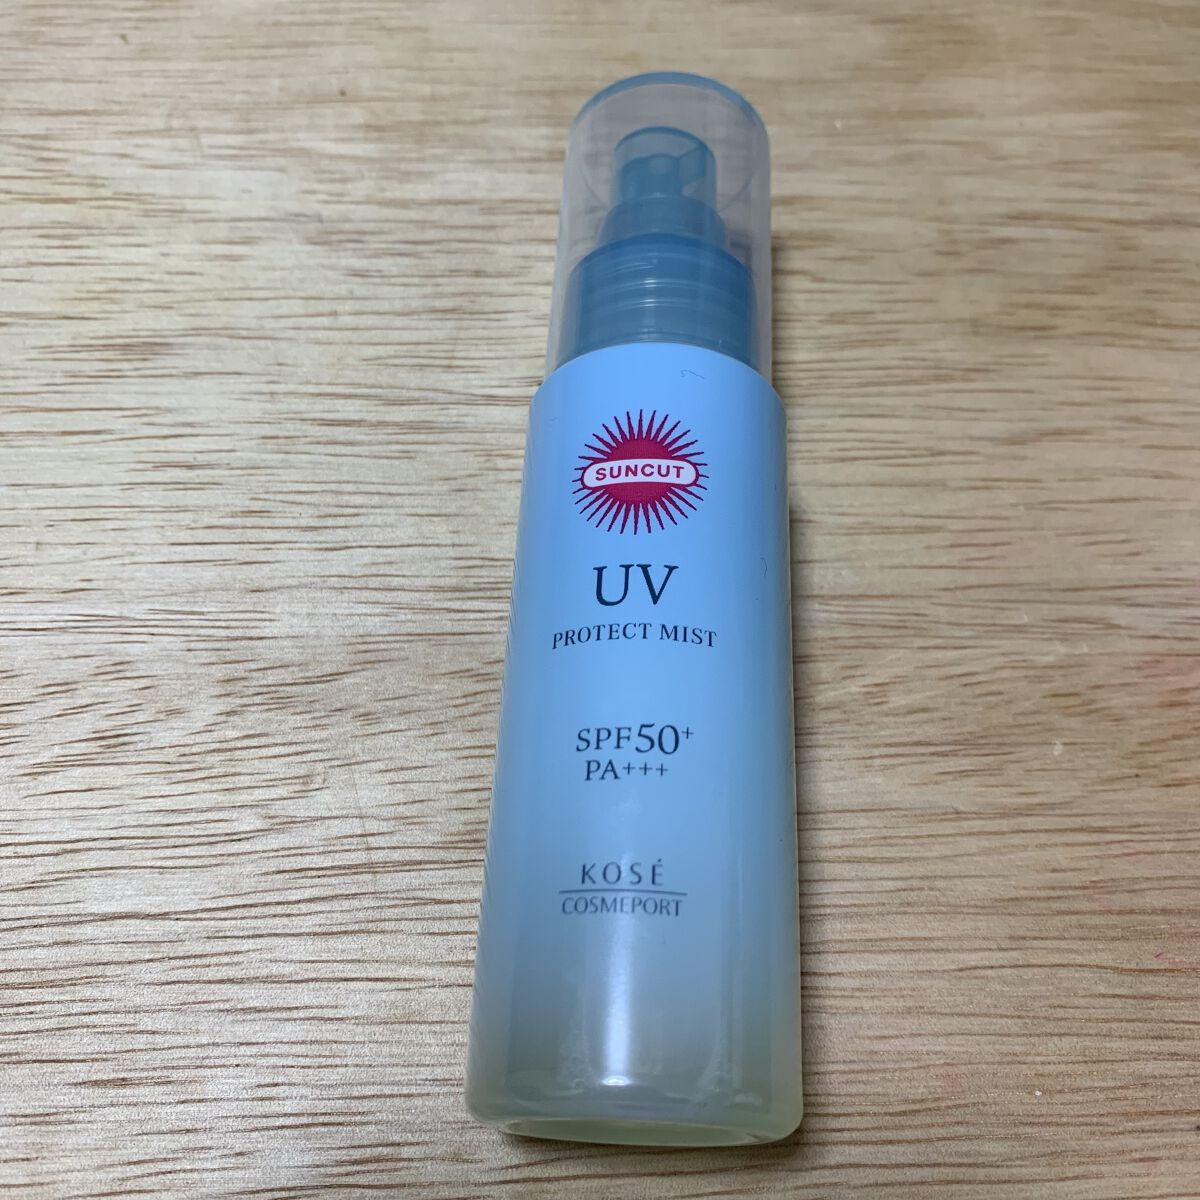 SUNCUT
UV
PROTECT MIST
SPF50+
PA+++
KOSÉ
COSMEPORT